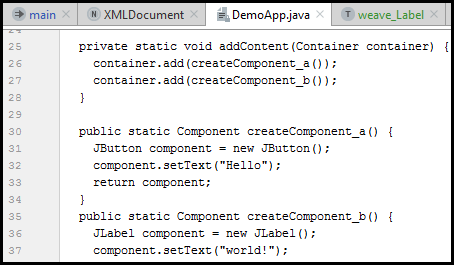 main XMLDocument DemoApp.java weave_Label
24
25 private static void addContent(Container container) {
26 container.add(createComponent_a());
27 container.add(createComponent_b());
28 }
29
30 public static Component createComponent_a() {
31 JButton component = new JButton();
32 component.setText("Hello");
33 return component;
34 }
35 public static Component createComponent_b() {
36 JLabel component = new JLabel();
37 component.setText("world!");